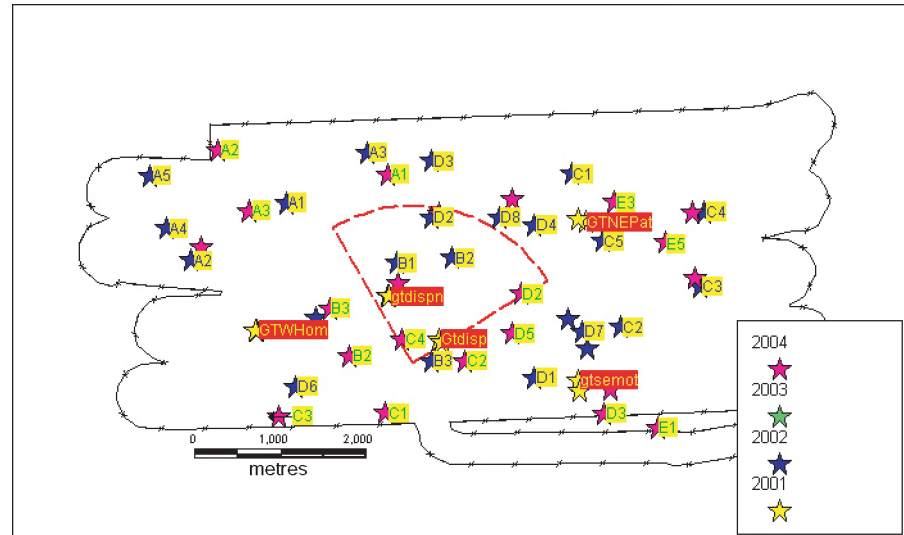 A2
A3
D3
A5
A1
C1
A3
A1
E3
C4
D2
D8
D4
GTNEPat
A4
C5
E5
A2
B1
B2
gtdispn
D2
C3
B3
GTWHom
C4
Gtdisp
D5
D7
C2
B2
B3
C2
D1
gtsemot
D6
C3
C1
D3
E1
0
1,000
2,000
metres
2004
2003
2002
2001